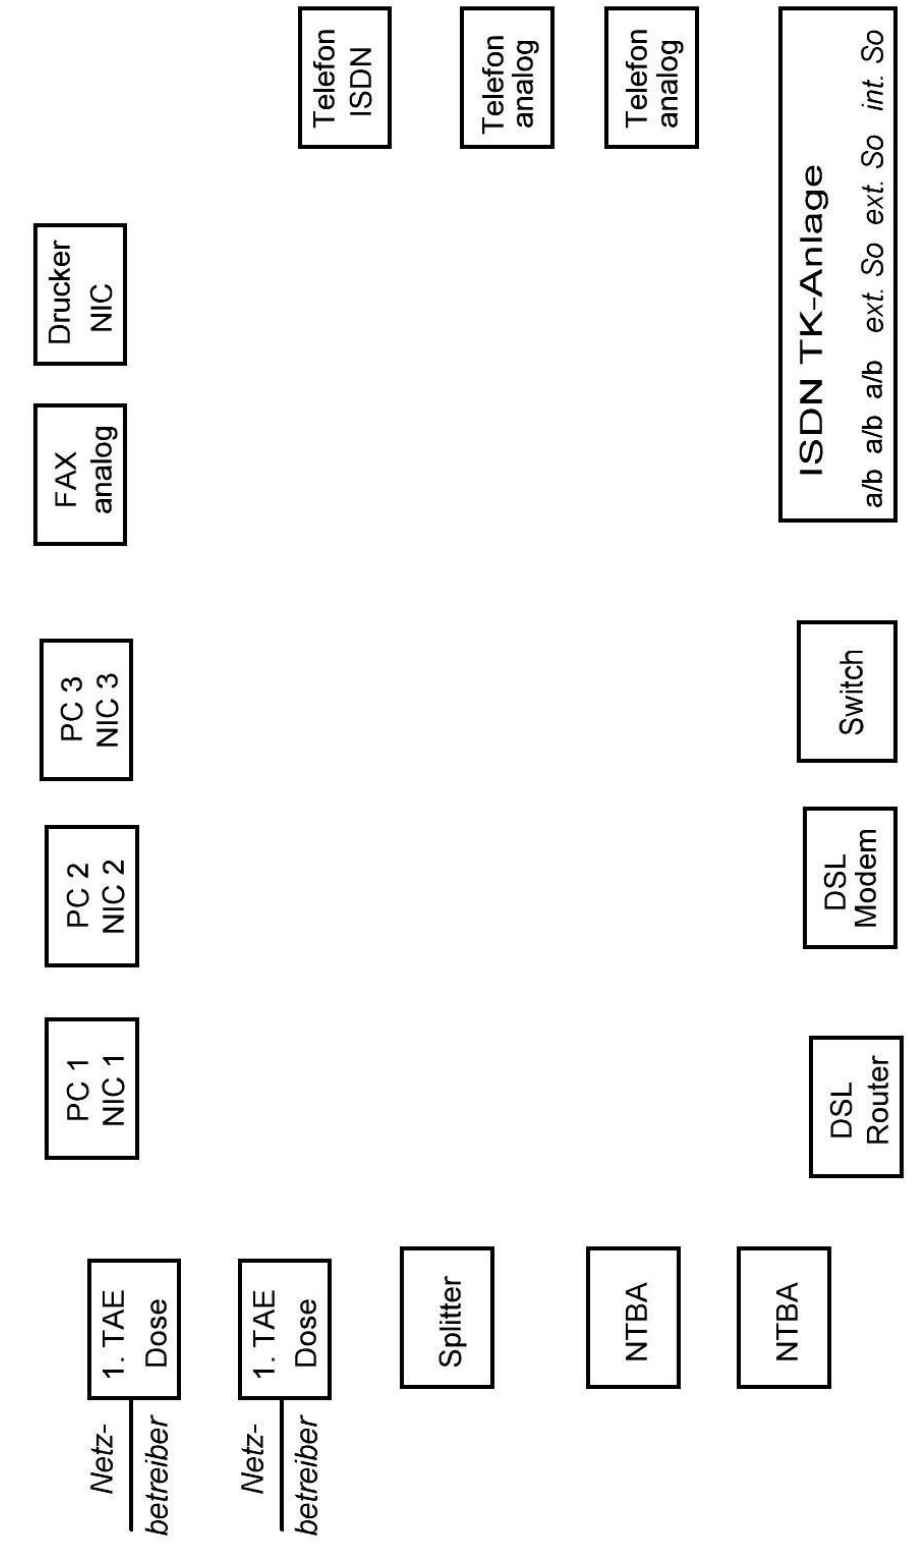 Netz-
betreiber
1. TAE
Dose
Netz-
betreiber
1. TAE
Dose
Splitter
NTBA
NTBA
PC 1
NIC 1
PC 2
NIC 2
PC 3
NIC 3
FAX
analog
Drucker
NIC
Telefon
ISDN
Telefon
analog
Telefon
analog
DSL
Router
DSL
Modem
Switch
ISDN TK-Anlage
a/b a/b a/b ext. So ext. So int. So